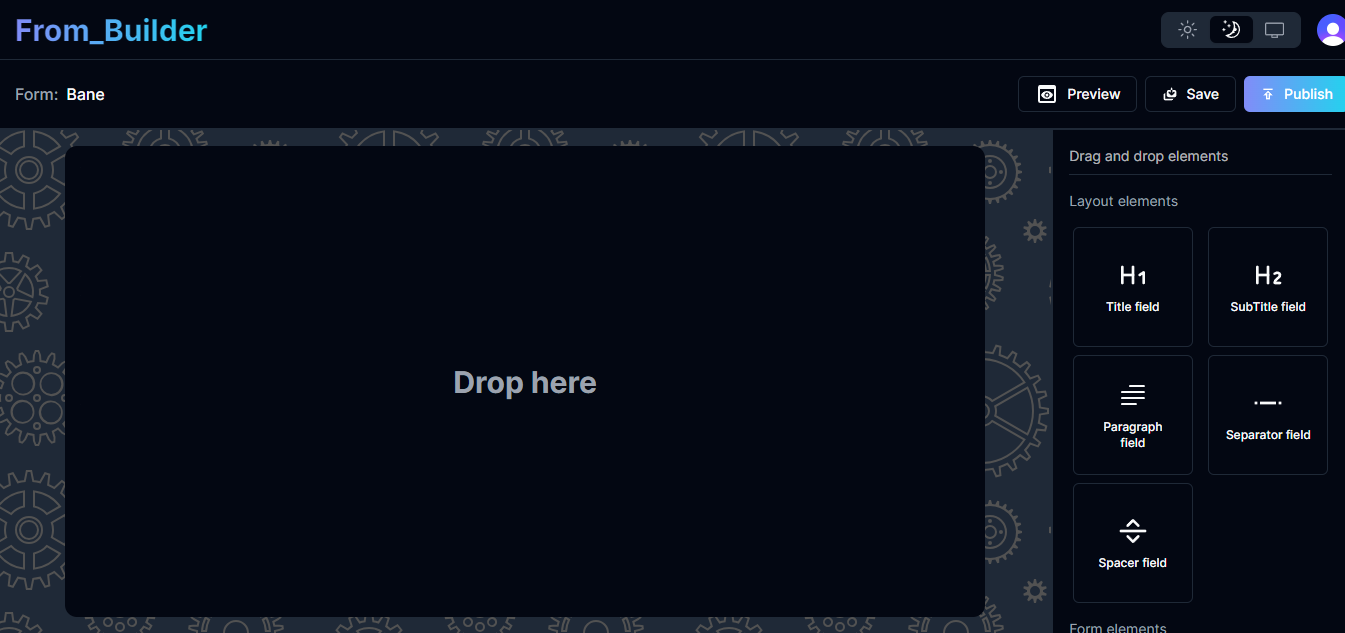 From_Builder
Form: Bane
Preview
Save
Publish
Drop here
Drag and drop elements
Layout elements
H1
Title field
H2
SubTitle field
Paragraph
field
Separator field
Spacer field
Form elements